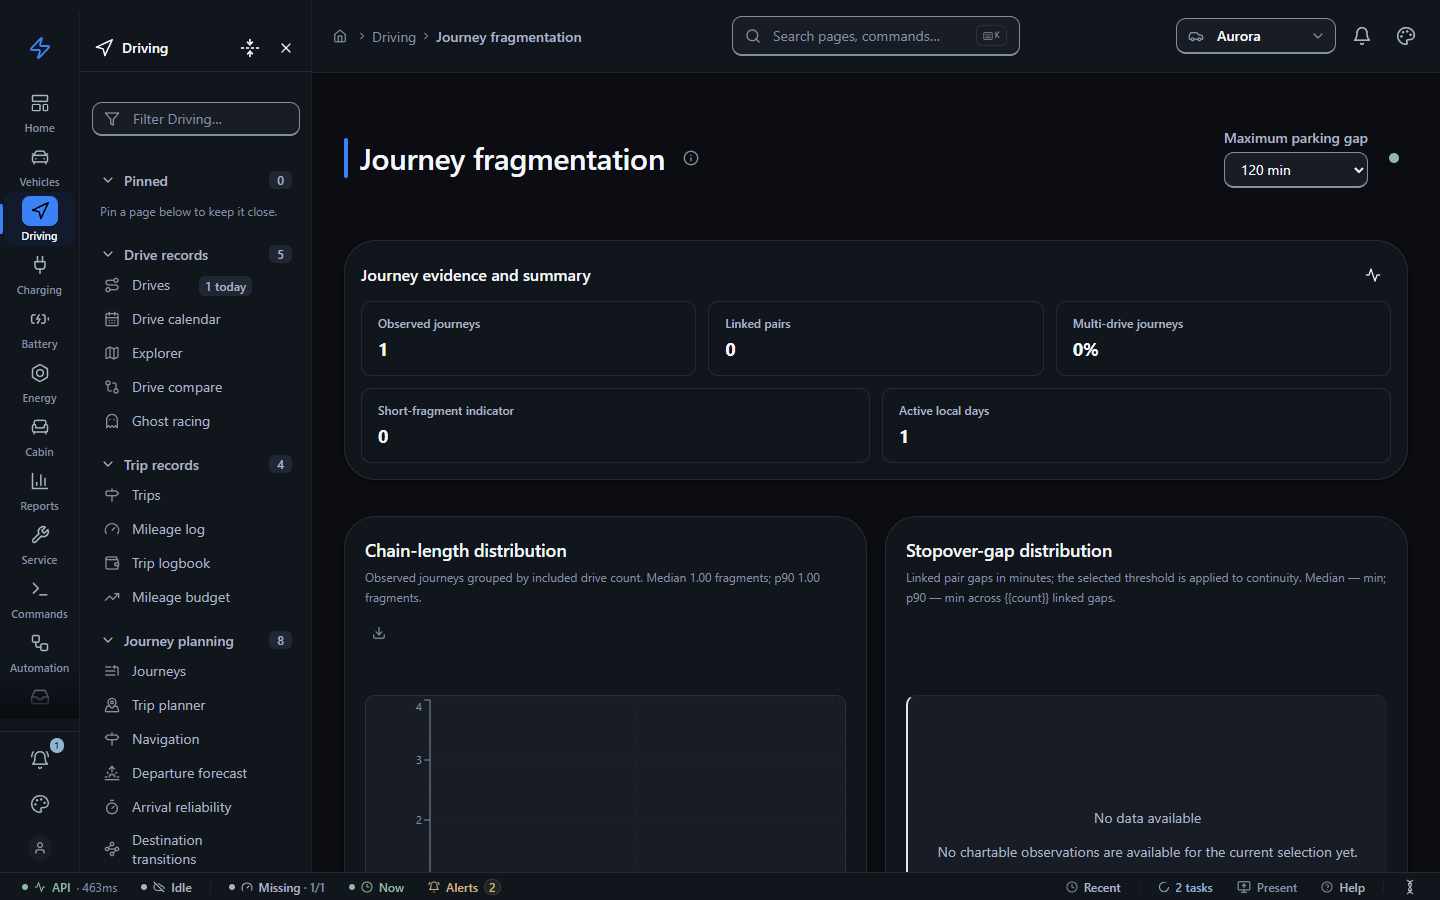 Home
Vehicles
Driving
Charging
Battery
Energy
Cabin
Reports
Service
Commands
Automation
1
Driving
Filter Driving...
Pinned 0
Pin a page below to keep it close.
Drive records 5
Drives 1 today
Drive calendar
Explorer
Drive compare
Ghost racing
Trip records 4
Trips
Mileage log
Trip logbook
Mileage budget
Journey planning 8
Journeys
Trip planner
Navigation
Departure forecast
Arrival reliability
Destination
transitions
Driving Journey fragmentation
Search pages, commands... K
Aurora
Journey fragmentation
Maximum parking gap
120 min
Journey evidence and summary
Observed journeys
1
Linked pairs
0
Multi-drive journeys
0%
Short-fragment indicator
0
Active local days
1
Chain-length distribution
Observed journeys grouped by included drive count. Median 1.00 fragments; p90 1.00
fragments.
4
3
2
Stopover-gap distribution
Linked pair gaps in minutes; the selected threshold is applied to continuity. Median — min;
p90 — min across {{count}} linked gaps.
No data available
No chartable observations are available for the current selection yet.
API · 463ms Idle Missing · 1/1 Now Alerts 2 Recent 2 tasks Present Help